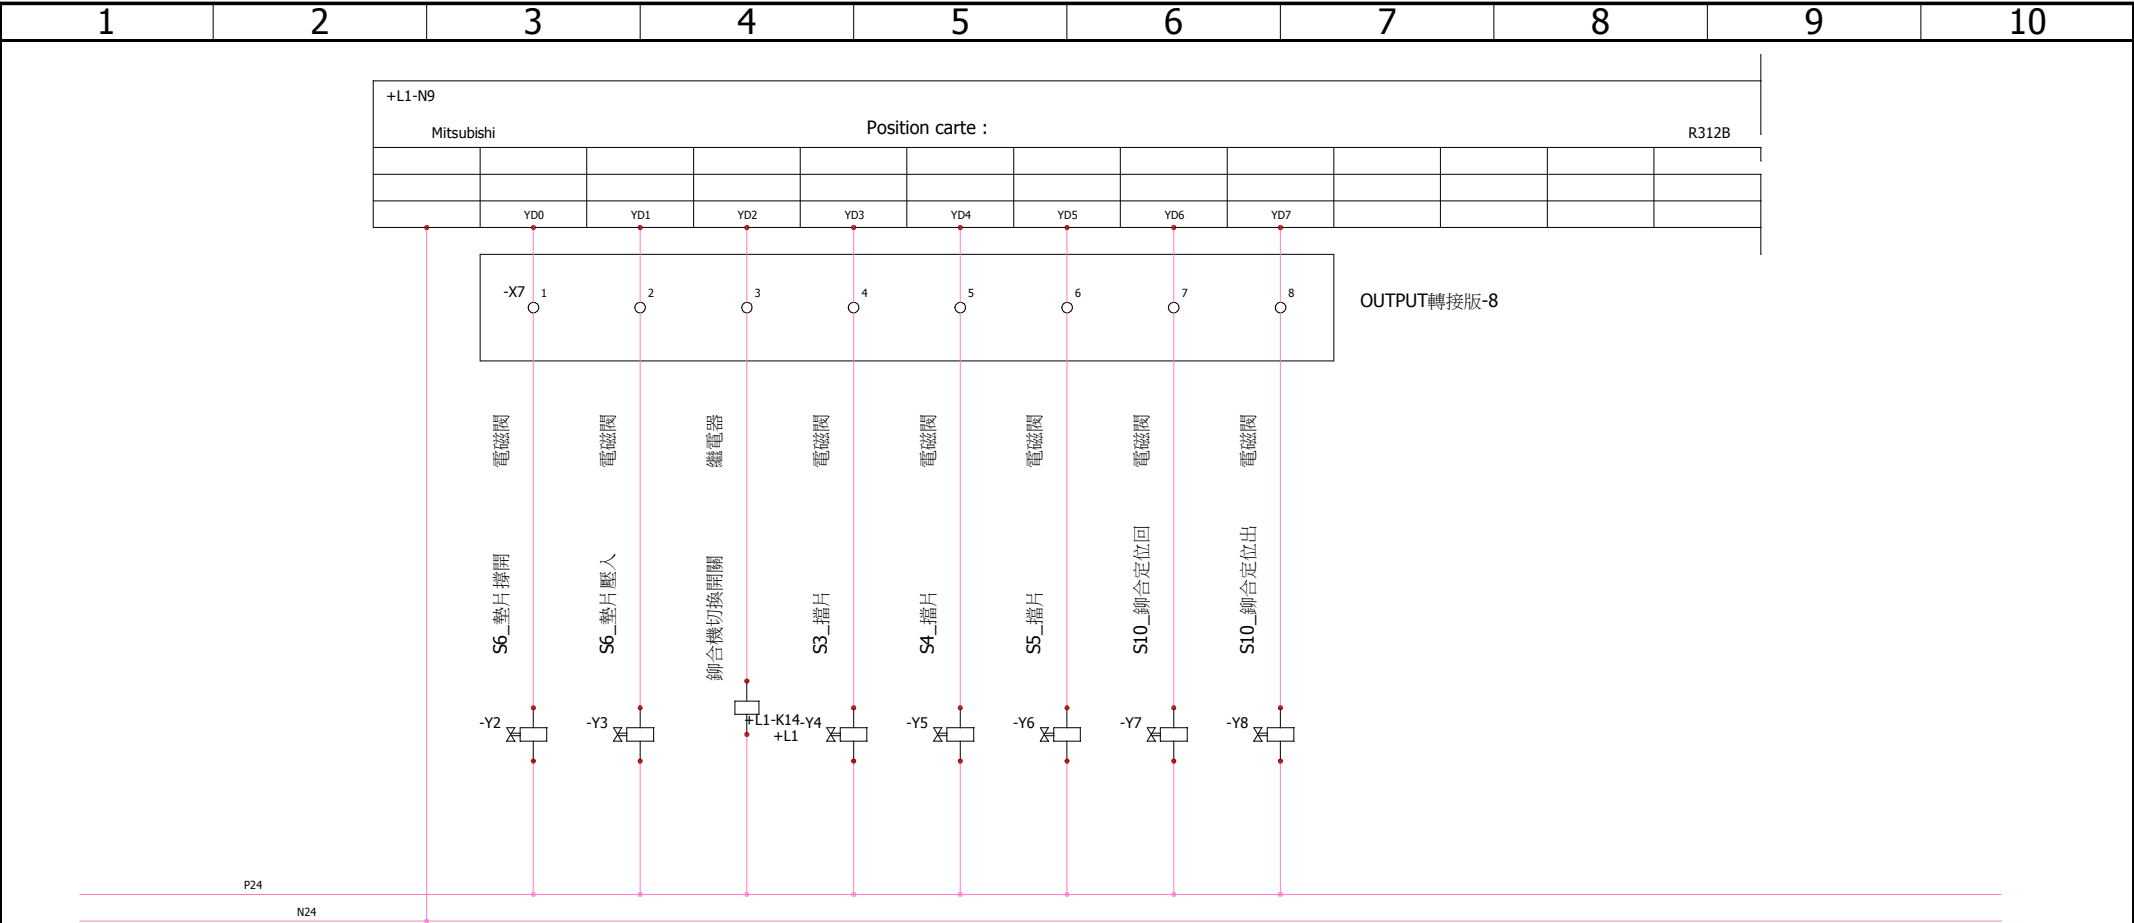 1 2 3 4 5 6 7 8 9 10
+L1-N9
Mitsubishi Position carte : R312B
YD0 YD1 YD2 YD3 YD4 YD5 YD6 YD7
-X7 1 2 3 4 5 6 7 8
OUTPUT轉接版-8
電磁閥 電磁閥 繼電器 電磁閥 電磁閥 電磁閥 電磁閥 電磁閥
S6_墊片撐開
S6_墊片壓入
鉚合機切換開關
S3_擋片
S4_擋片
S5_擋片
S10_鉚合定位回
S10_鉚合定位出
-Y2 -Y3 +L1-K14 -Y4 -Y5 -Y6 -Y7 -Y8
+L1
P24
N24